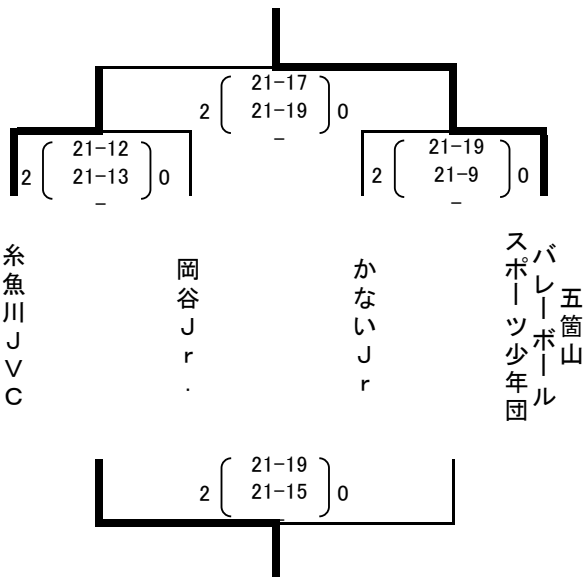 21-17
2 21-19 0
-
21-12
2 21-13 0
-
21-19
2 21-9 0
-
糸魚川JVC
岡谷Jr.
かないJr
五箇山
バレーボール
スポーツ少年団
21-19
2 21-15 0
-